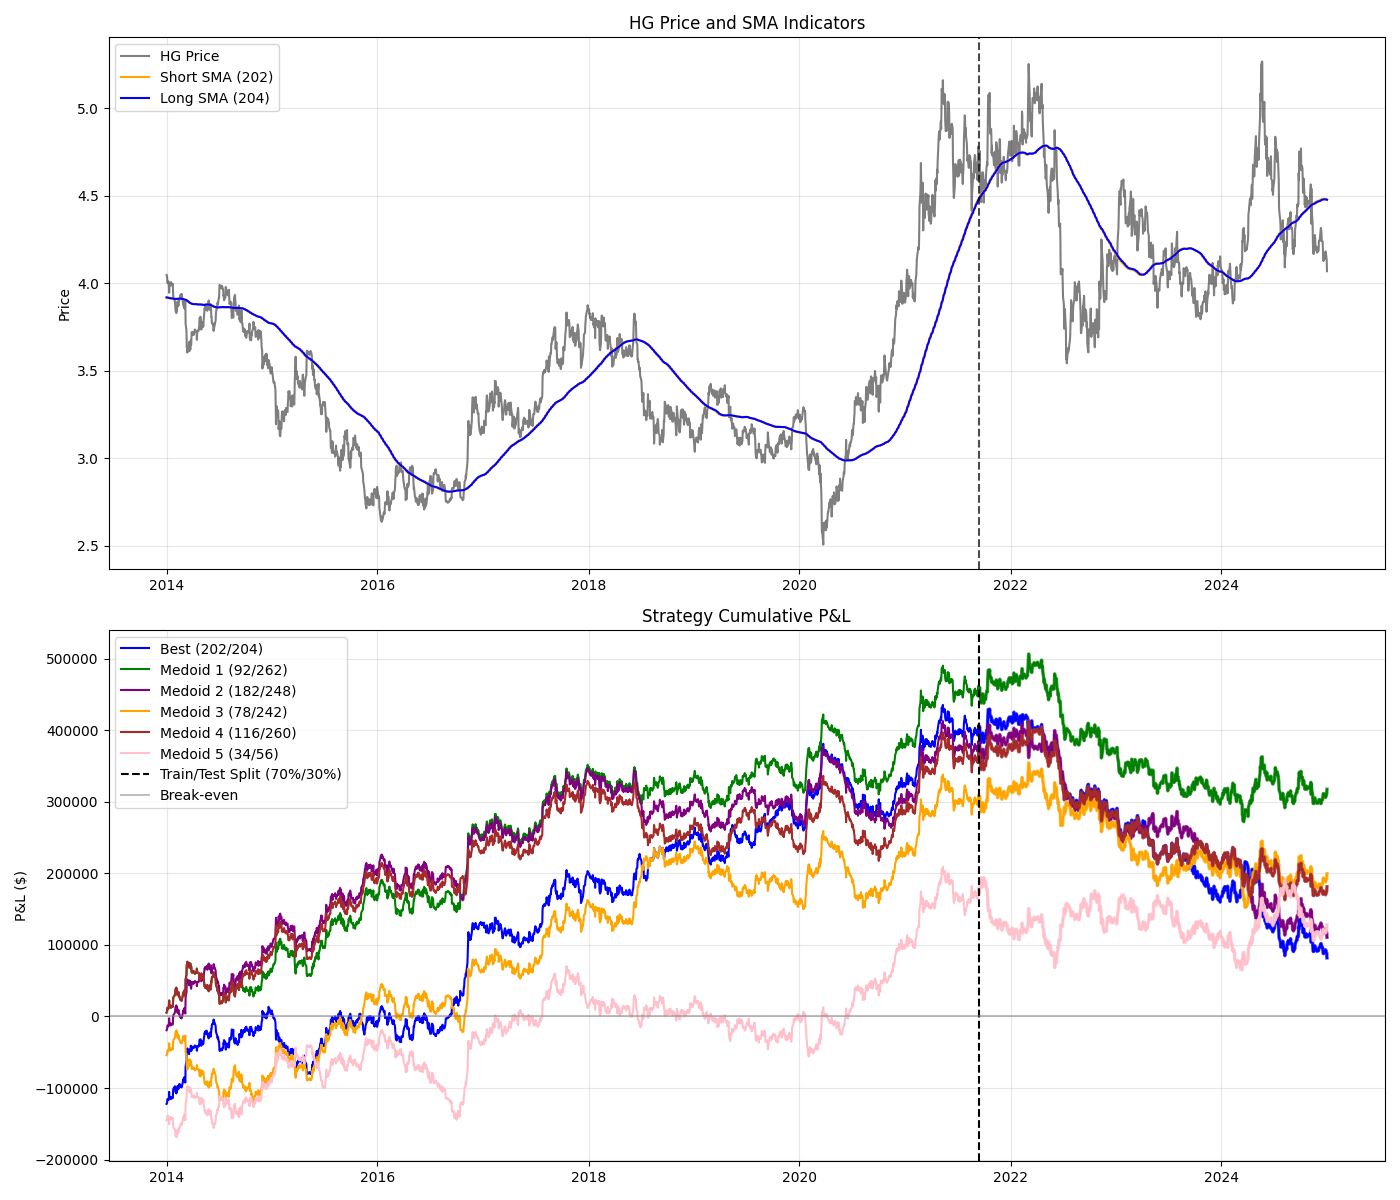 HG Price and SMA Indicators
HG Price
Short SMA (202)
Long SMA (204)
Price
5.0
4.5
4.0
3.5
3.0
2.5
2014
2016
2018
2020
2022
2024
Strategy Cumulative P&L
Best (202/204)
Medoid 1 (92/262)
Medoid 2 (182/248)
Medoid 3 (78/242)
Medoid 4 (116/260)
Medoid 5 (34/56)
Train/Test Split (70%/30%)
Break-even
P&L ($)
500000
400000
300000
200000
100000
0
−100000
−200000
2014
2016
2018
2020
2022
2024